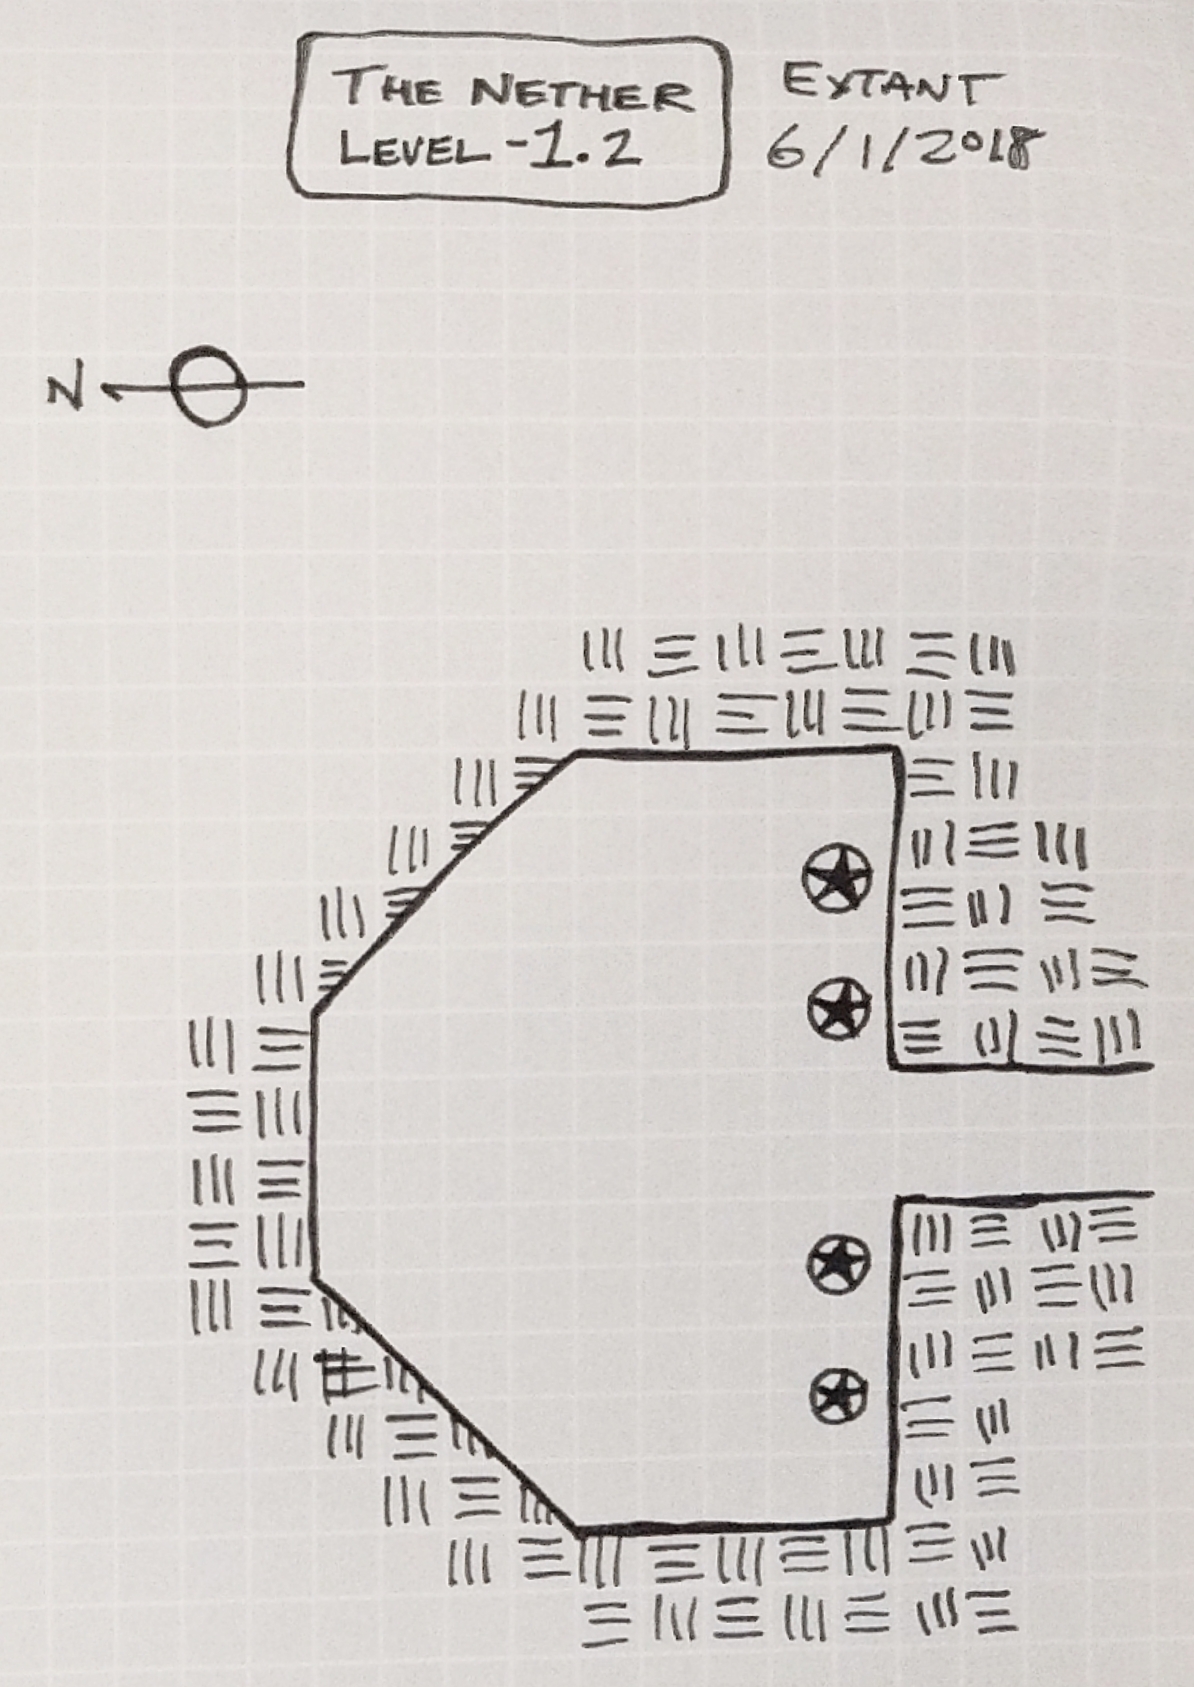 THE NETHER
LEVEL -1.2
EXTANT
6/1/2018
N